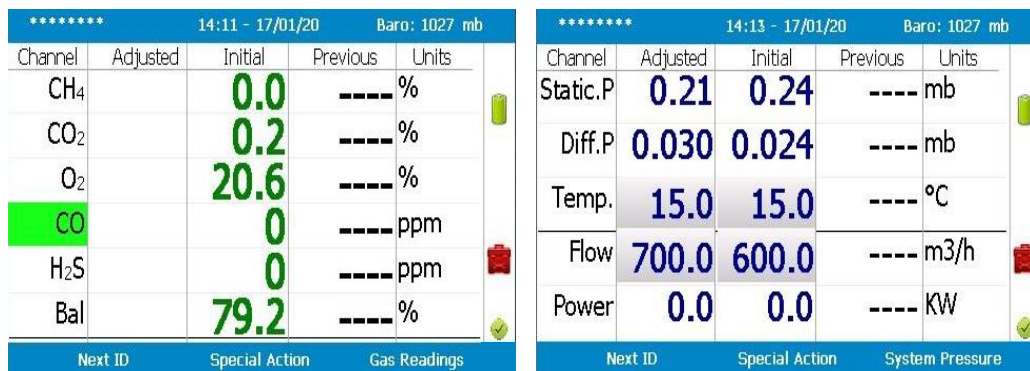 ******** 14:11 - 17/01/20 Baro: 1027 mb
Channel Adjusted Initial Previous Units
CH₄ 0.0 ---- %
CO₂ 0.2 ---- %
O₂ 20.6 ---- %
CO 0 ---- ppm
H₂S 0 ---- ppm
Bal 79.2 ---- %
Next ID Special Action Gas Readings
******** 14:13 - 17/01/20 Baro: 1027 mb
Channel Adjusted Initial Previous Units
Static.P 0.21 0.24 ---- mb
Diff.P 0.030 0.024 ---- mb
Temp. 15.0 15.0 ---- °C
Flow 700.0 600.0 ---- m3/h
Power 0.0 0.0 ---- KW
Next ID Special Action System Pressure